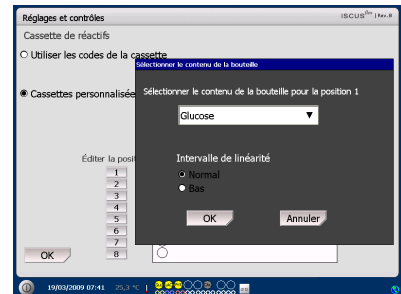 Réglages et contrôles
ISCUS flex | Rev.B
Cassette de réactifs
Utiliser les codes de la cassette
Sélectionner le contenu de la bouteille
Cassettes personnalisée
Sélectionner le contenu de la bouteille pour la position 1
Glucose
Éditer la posit
Intervalle de linéarité
1
Normal
2
Bas
3
4
5
OK
Annuler
6
7
OK
8
19/03/2009 07:41
25,3 °C